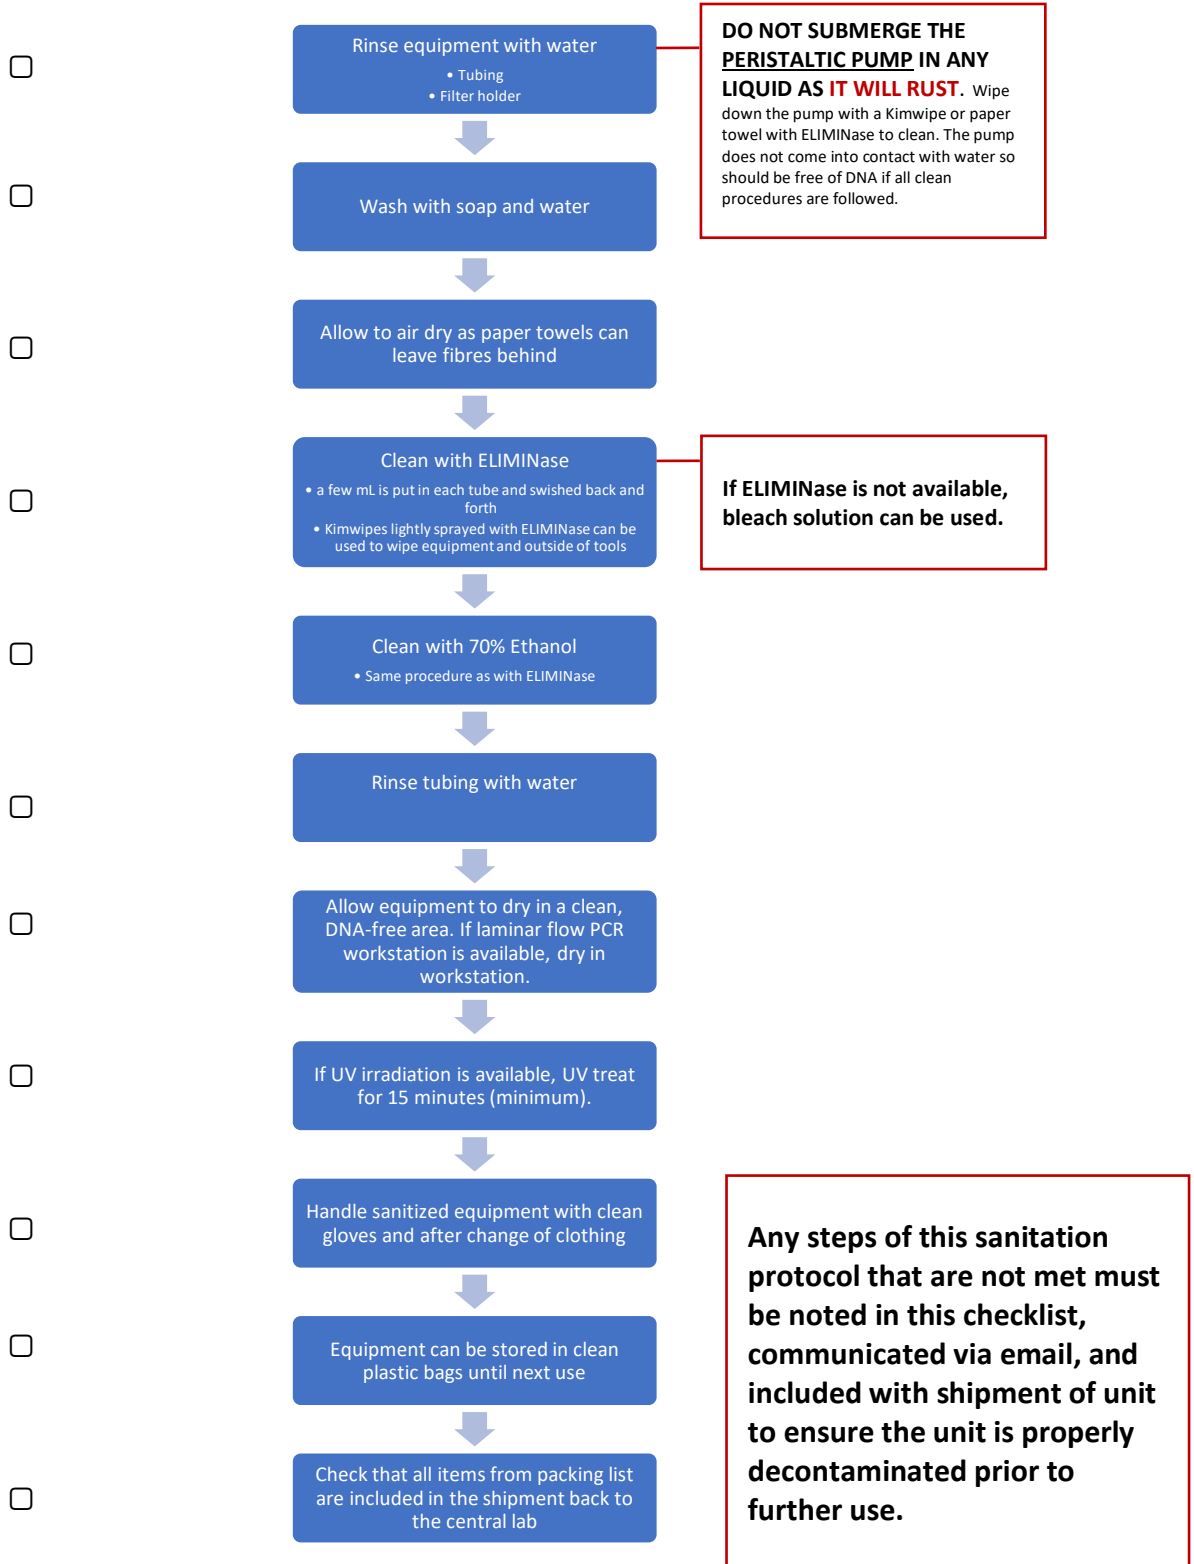 Rinse equipment with water
• Tubing
• Filter holder
DO NOT SUBMERGE THE
PERISTALTIC PUMP IN ANY
LIQUID AS IT WILL RUST. Wipe
down the pump with a Kimwipe or paper
towel with ELIMINase to clean. The pump
does not come into contact with water so
should be free of DNA if all clean
procedures are followed.
Wash with soap and water
Allow to air dry as paper towels can
leave fibres behind
Clean with ELIMINase
• a few mL is put in each tube and swished back and
forth
• Kimwipes lightly sprayed with ELIMINase can be
used to wipe equipment and outside of tools
If ELIMINase is not available,
bleach solution can be used.
Clean with 70% Ethanol
• Same procedure as with ELIMINase
Rinse tubing with water
Allow equipment to dry in a clean,
DNA-free area. If laminar flow PCR
workstation is available, dry in
workstation.
If UV irradiation is available, UV treat
for 15 minutes (minimum).
Handle sanitized equipment with clean
gloves and after change of clothing
Equipment can be stored in clean
plastic bags until next use
Check that all items from packing list
are included in the shipment back to
the central lab
Any steps of this sanitation
protocol that are not met must
be noted in this checklist,
communicated via email, and
included with shipment of unit
to ensure the unit is properly
decontaminated prior to
further use.